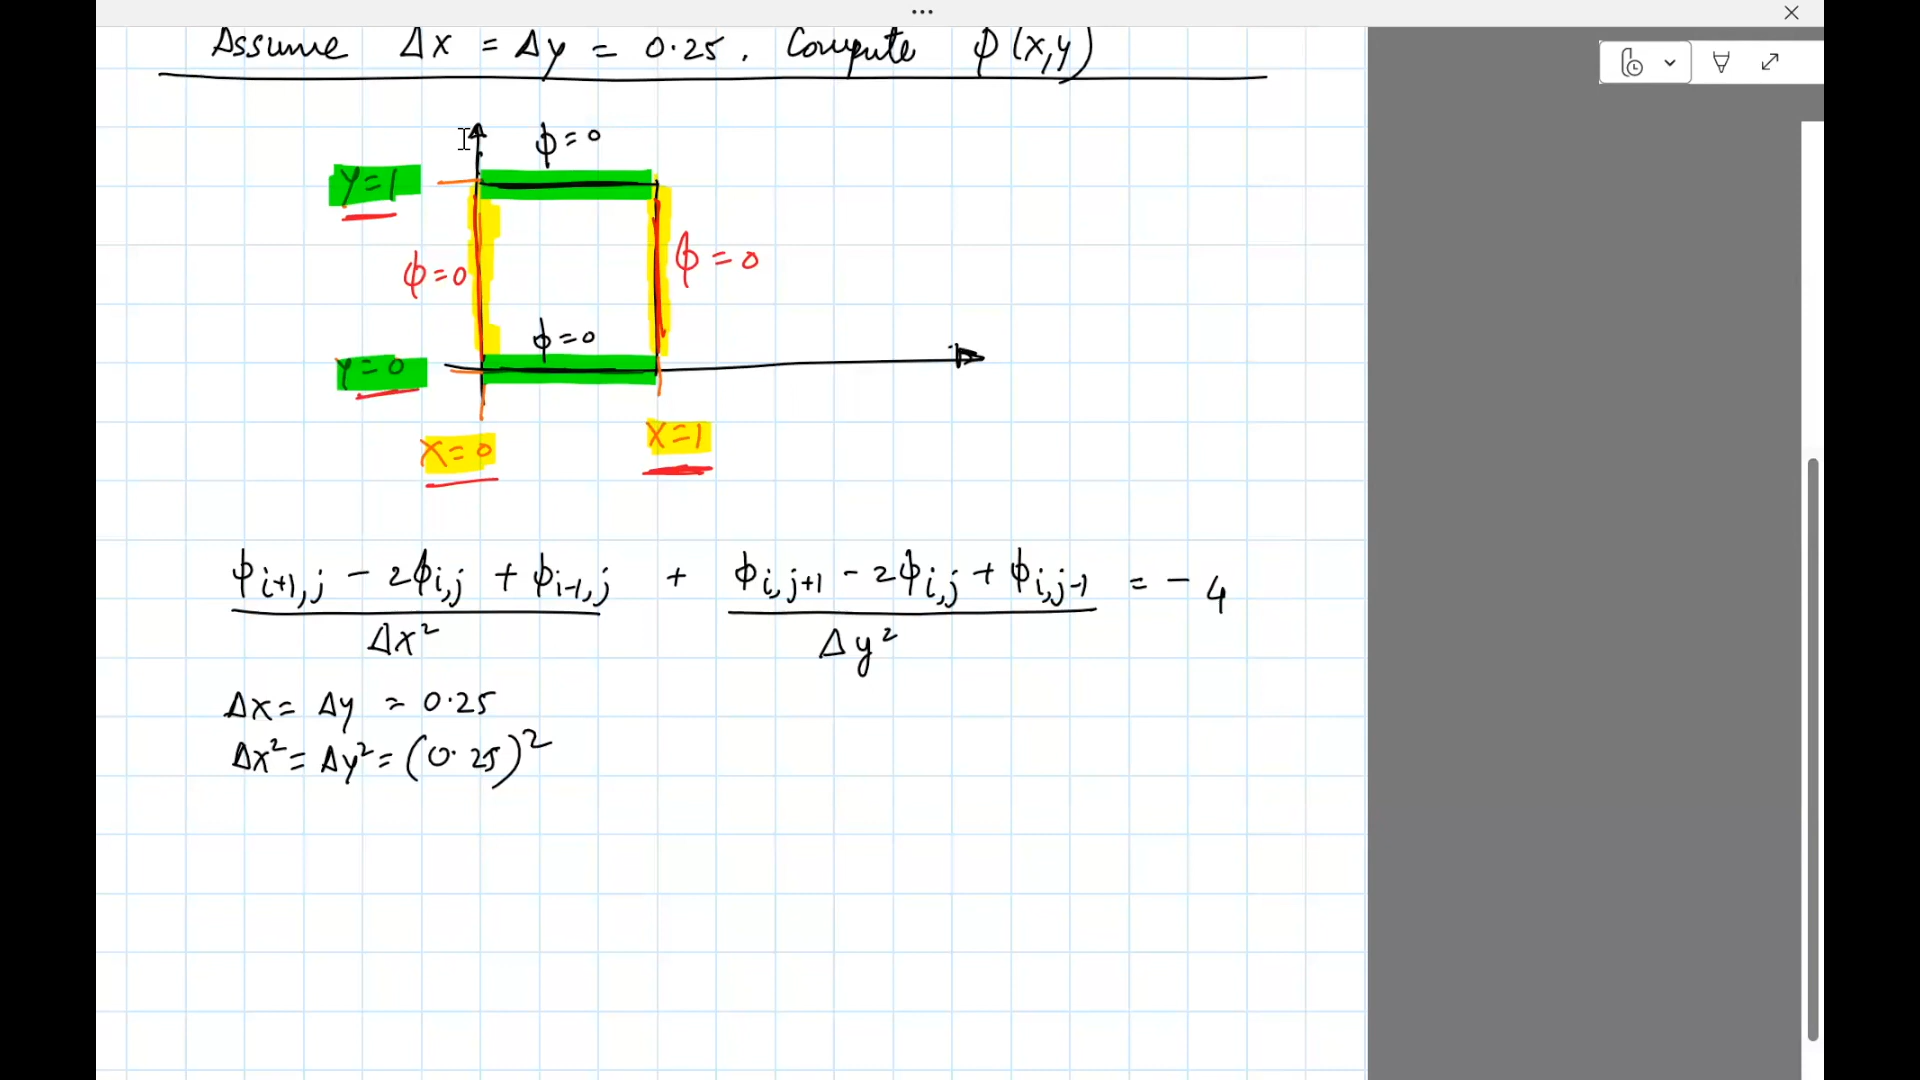 Assume Δx = Δy = 0.25. Compute φ(x,y)
φ=0
y=1
φ=0
φ=0
φ=0
y=0
x=0
x=1
φi+1,j - 2φi,j + φi-1,j / Δx² + φi,j+1 - 2φi,j + φi,j-1 / Δy² = - 4
Δx = Δy = 0.25
Δx² = Δy² = (0.25)²